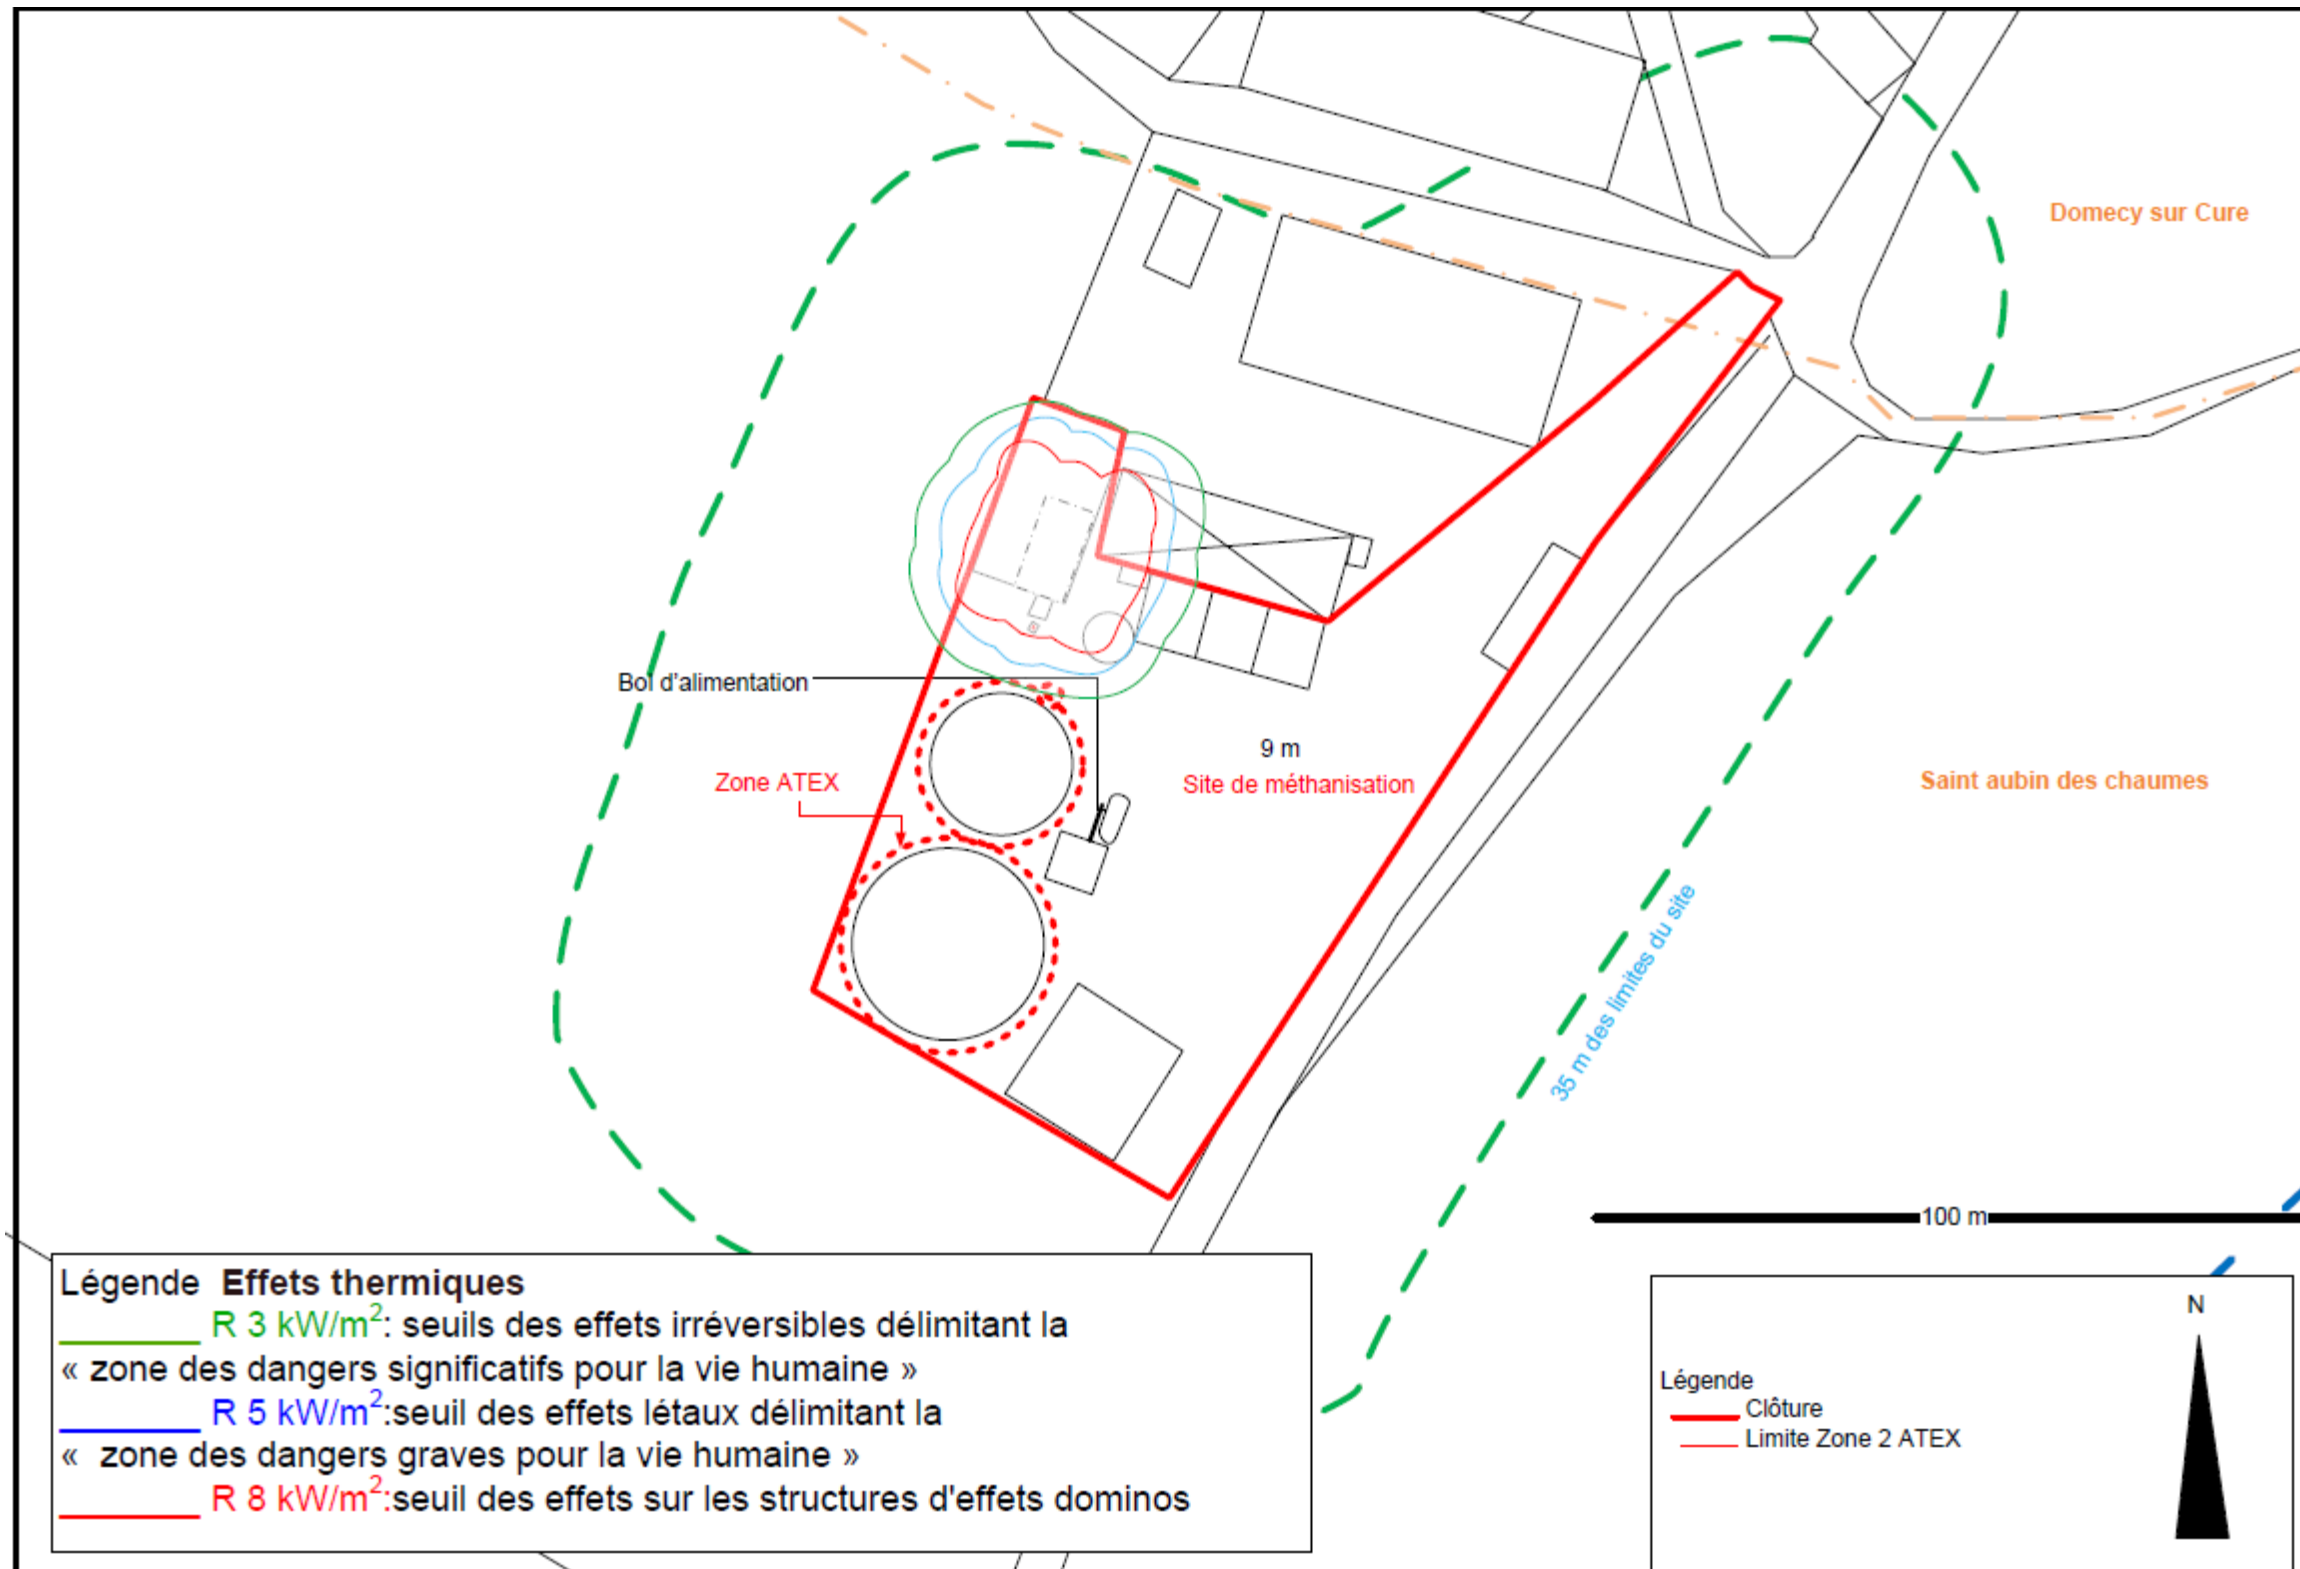 Domecy sur Cure
Bol d'alimentation
9 m
Zone ATEX
Site de méthanisation
Saint aubin des chaumes
35 m des limites du site
100 m
Légende Effets thermiques
R 3 kW/m²: seuils des effets irréversibles délimitant la
« zone des dangers significatifs pour la vie humaine »
R 5 kW/m²:seuil des effets létaux délimitant la
« zone des dangers graves pour la vie humaine »
R 8 kW/m²:seuil des effets sur les structures d'effets dominos
N
Légende
Clôture
Limite Zone 2 ATEX